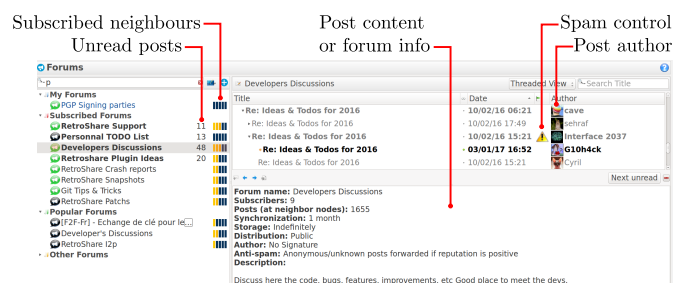 Subscribed neighbours
Post content
Spam control
Unread posts
or forum info
Post author
Forums
p
Developers Discussions
Threaded View
Search Title
My Forums
Title
Date
Author
PGP Signing parties
Re: Ideas & Todos for 2016
10/02/16 06:21
cave
Subscribed Forums
RetroShare Support 11
Re: Ideas & Todos for 2016
10/02/16 17:49
sehraf
Personnal TODO List 13
Re: Ideas & Todos for 2016
10/02/16 15:21
Interface 2037
Developers Discussions 48
Re: Ideas & Todos for 2016
03/01/17 16:52
G10h4ck
Retroshare Plugin Ideas 20
Re: Ideas & Todos for 2016
10/02/16 15:21
Cyril
RetroShare Crash reports
RetroShare Snapshots
Next unread
Git Tips & Tricks
Forum name: Developers Discussions
RetroShare Patchs
Subscribers: 9
Popular Forums
Posts (at neighbor nodes): 1655
[F2F-Fr] - Echange de clé pour le...
Synchronization: 1 month
Developer's Discussions
Storage: Indefinitely
RetroShare I2p
Distribution: Public
Other Forums
Author: No Signature
Anti-spam: Anonymous/unknown posts forwarded if reputation is positive
Description:
Discuss here the code, bugs, features, improvements, etc Good place to meet the devs.